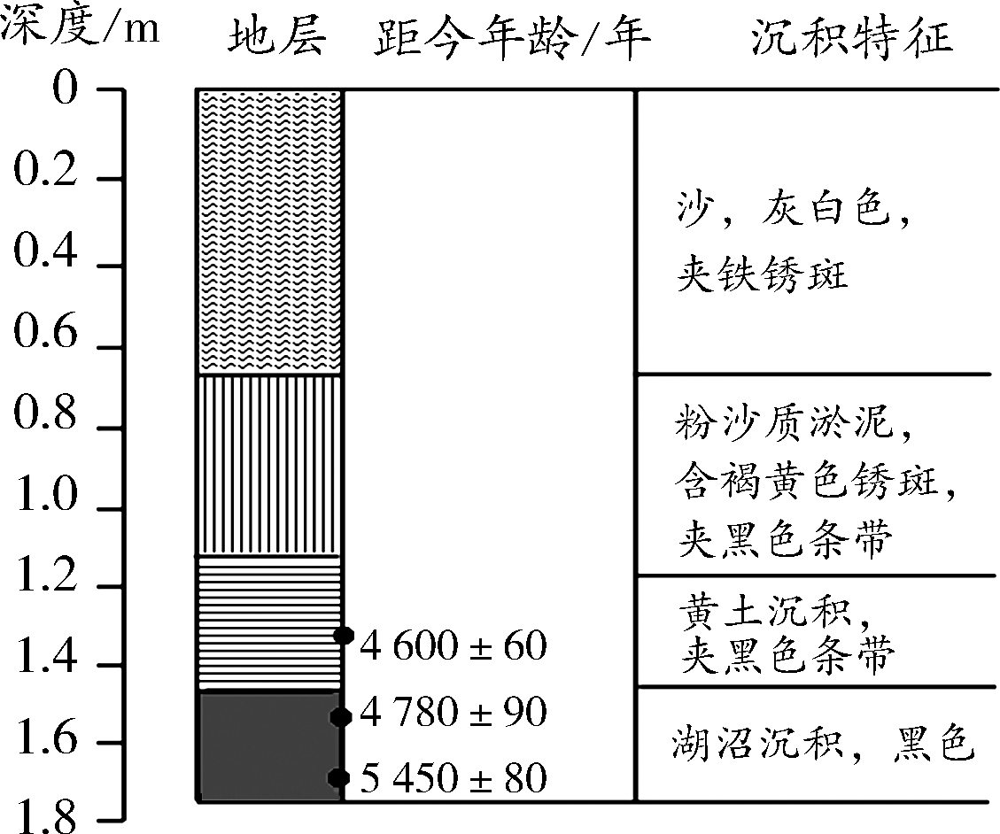 深度/m 地层 距今年龄/年 沉积特征
0
0.2
0.4
0.6
0.8
1.0
1.2
1.4
1.6
1.8
4 600 ± 60
4 780 ± 90
5 450 ± 80
沙，灰白色，
夹铁锈斑
粉沙质淤泥，
含褐黄色锈斑，
夹黑色条带
黄土沉积，
夹黑色条带
湖沼沉积，黑色